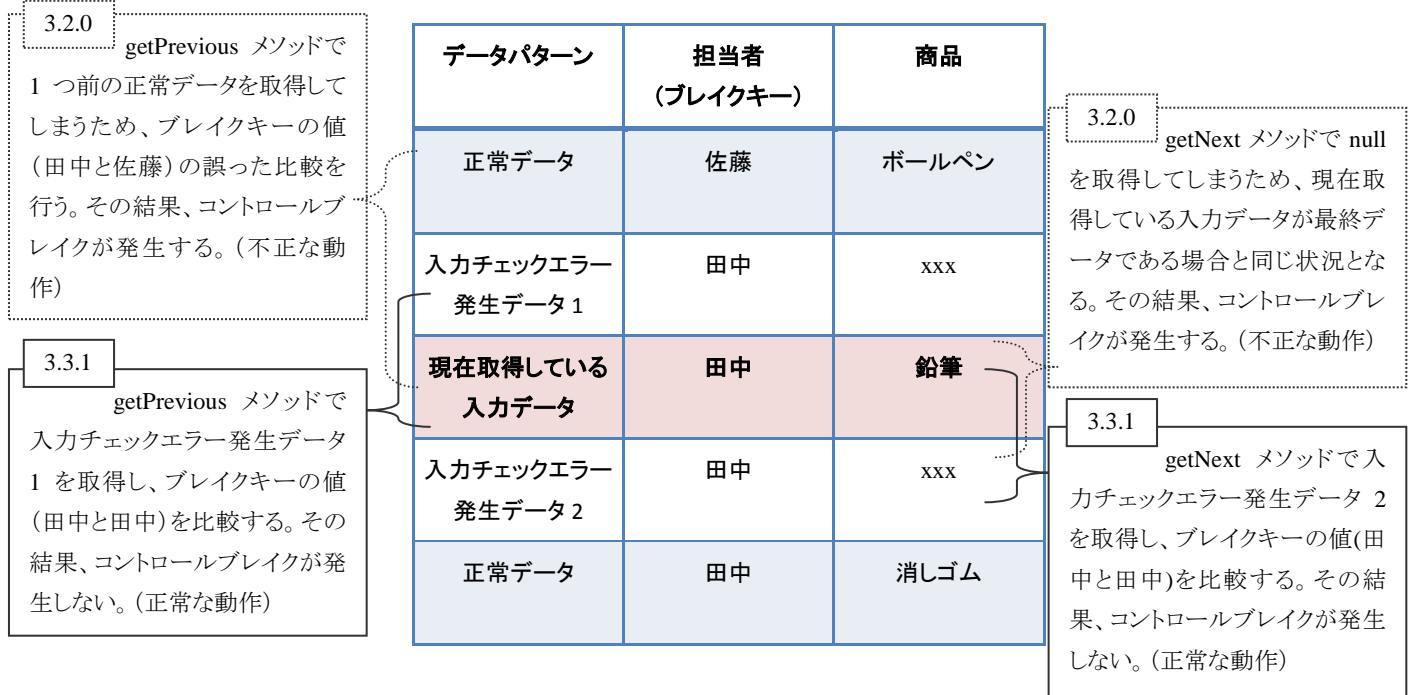 3.2.0
getPrevious メソッドで
1 つ前の正常データを取得して
しまうため、ブレイクキーの値
（田中と佐藤）の誤った比較を
行う。その結果、コントロールブ
レイクが発生する。（不正な動
作）
3.3.1
getPrevious メソッドで
入力チェックエラー発生データ
1 を取得し、ブレイクキーの値
（田中と田中）を比較する。その
結果、コントロールブレイクが発
生しない。（正常な動作）
データパターン 担当者 商品
（ブレイクキー）
正常データ 佐藤 ボールペン
入力チェックエラー 田中 xxx
発生データ 1
現在取得している 田中 鉛筆
入力データ
入力チェックエラー 田中 xxx
発生データ 2
正常データ 田中 消しゴム
3.2.0
getNext メソッドで null
を取得してしまうため、現在取
得している入力データが最終デ
ータである場合と同じ状況とな
る。その結果、コントロールブレ
イクが発生する。（不正な動作）
3.3.1
getNext メソッドで入
力チェックエラー発生データ 2
を取得し、ブレイクキーの値(田
中と田中)を比較する。その結
果、コントロールブレイクが発生
しない。（正常な動作）